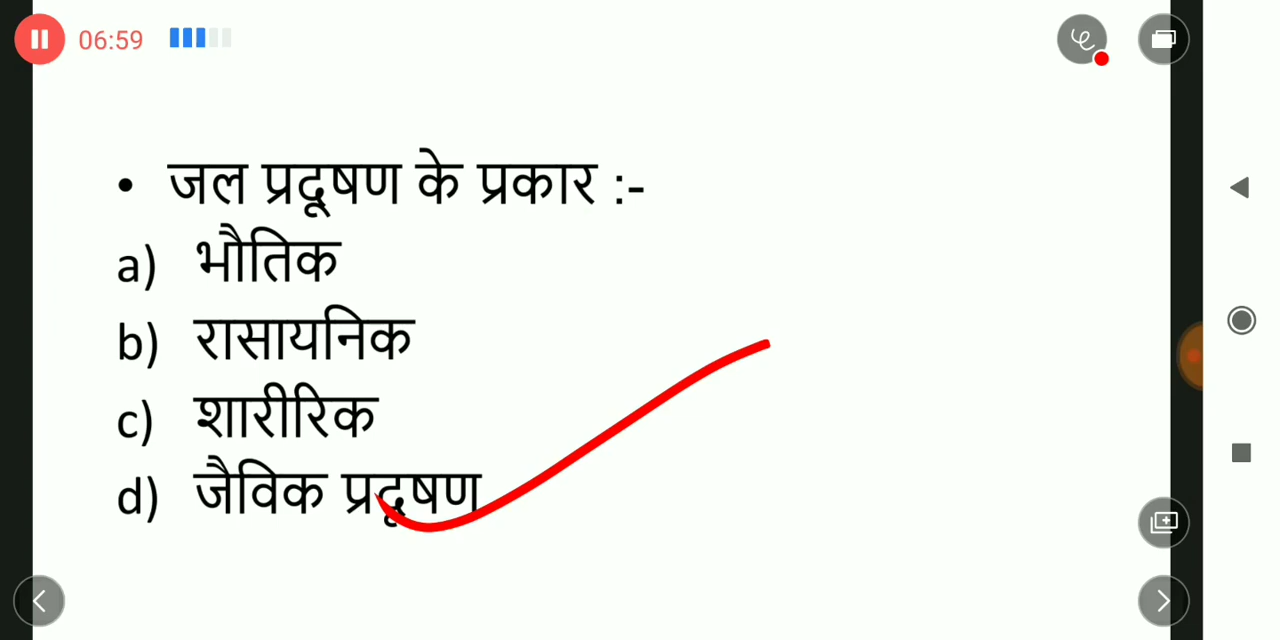 06:59
• जल प्रदूषण के प्रकार :-
a) भौतिक
b) रासायनिक
c) शारीरिक
d) जैविक प्रदूषण